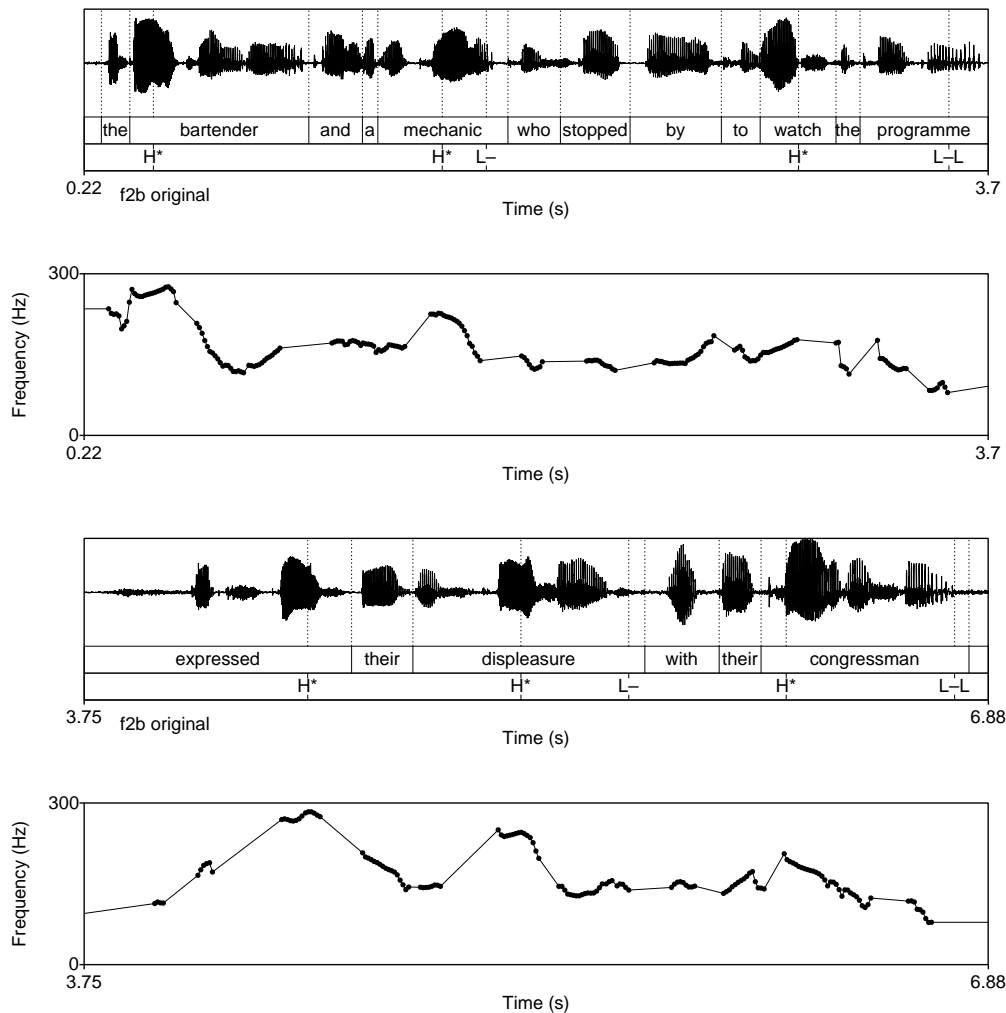 the bartender and a mechanic who stopped by to watch the programme
H* H* L– H* L–L
0.22 3.7
f2b original
Time (s)
300
Frequency (Hz)
0
0.22 3.7
Time (s)
expressed their displeasure with their congressman
H* H* L– H* L–L
3.75 6.88
f2b original
Time (s)
300
Frequency (Hz)
0
3.75 6.88
Time (s)